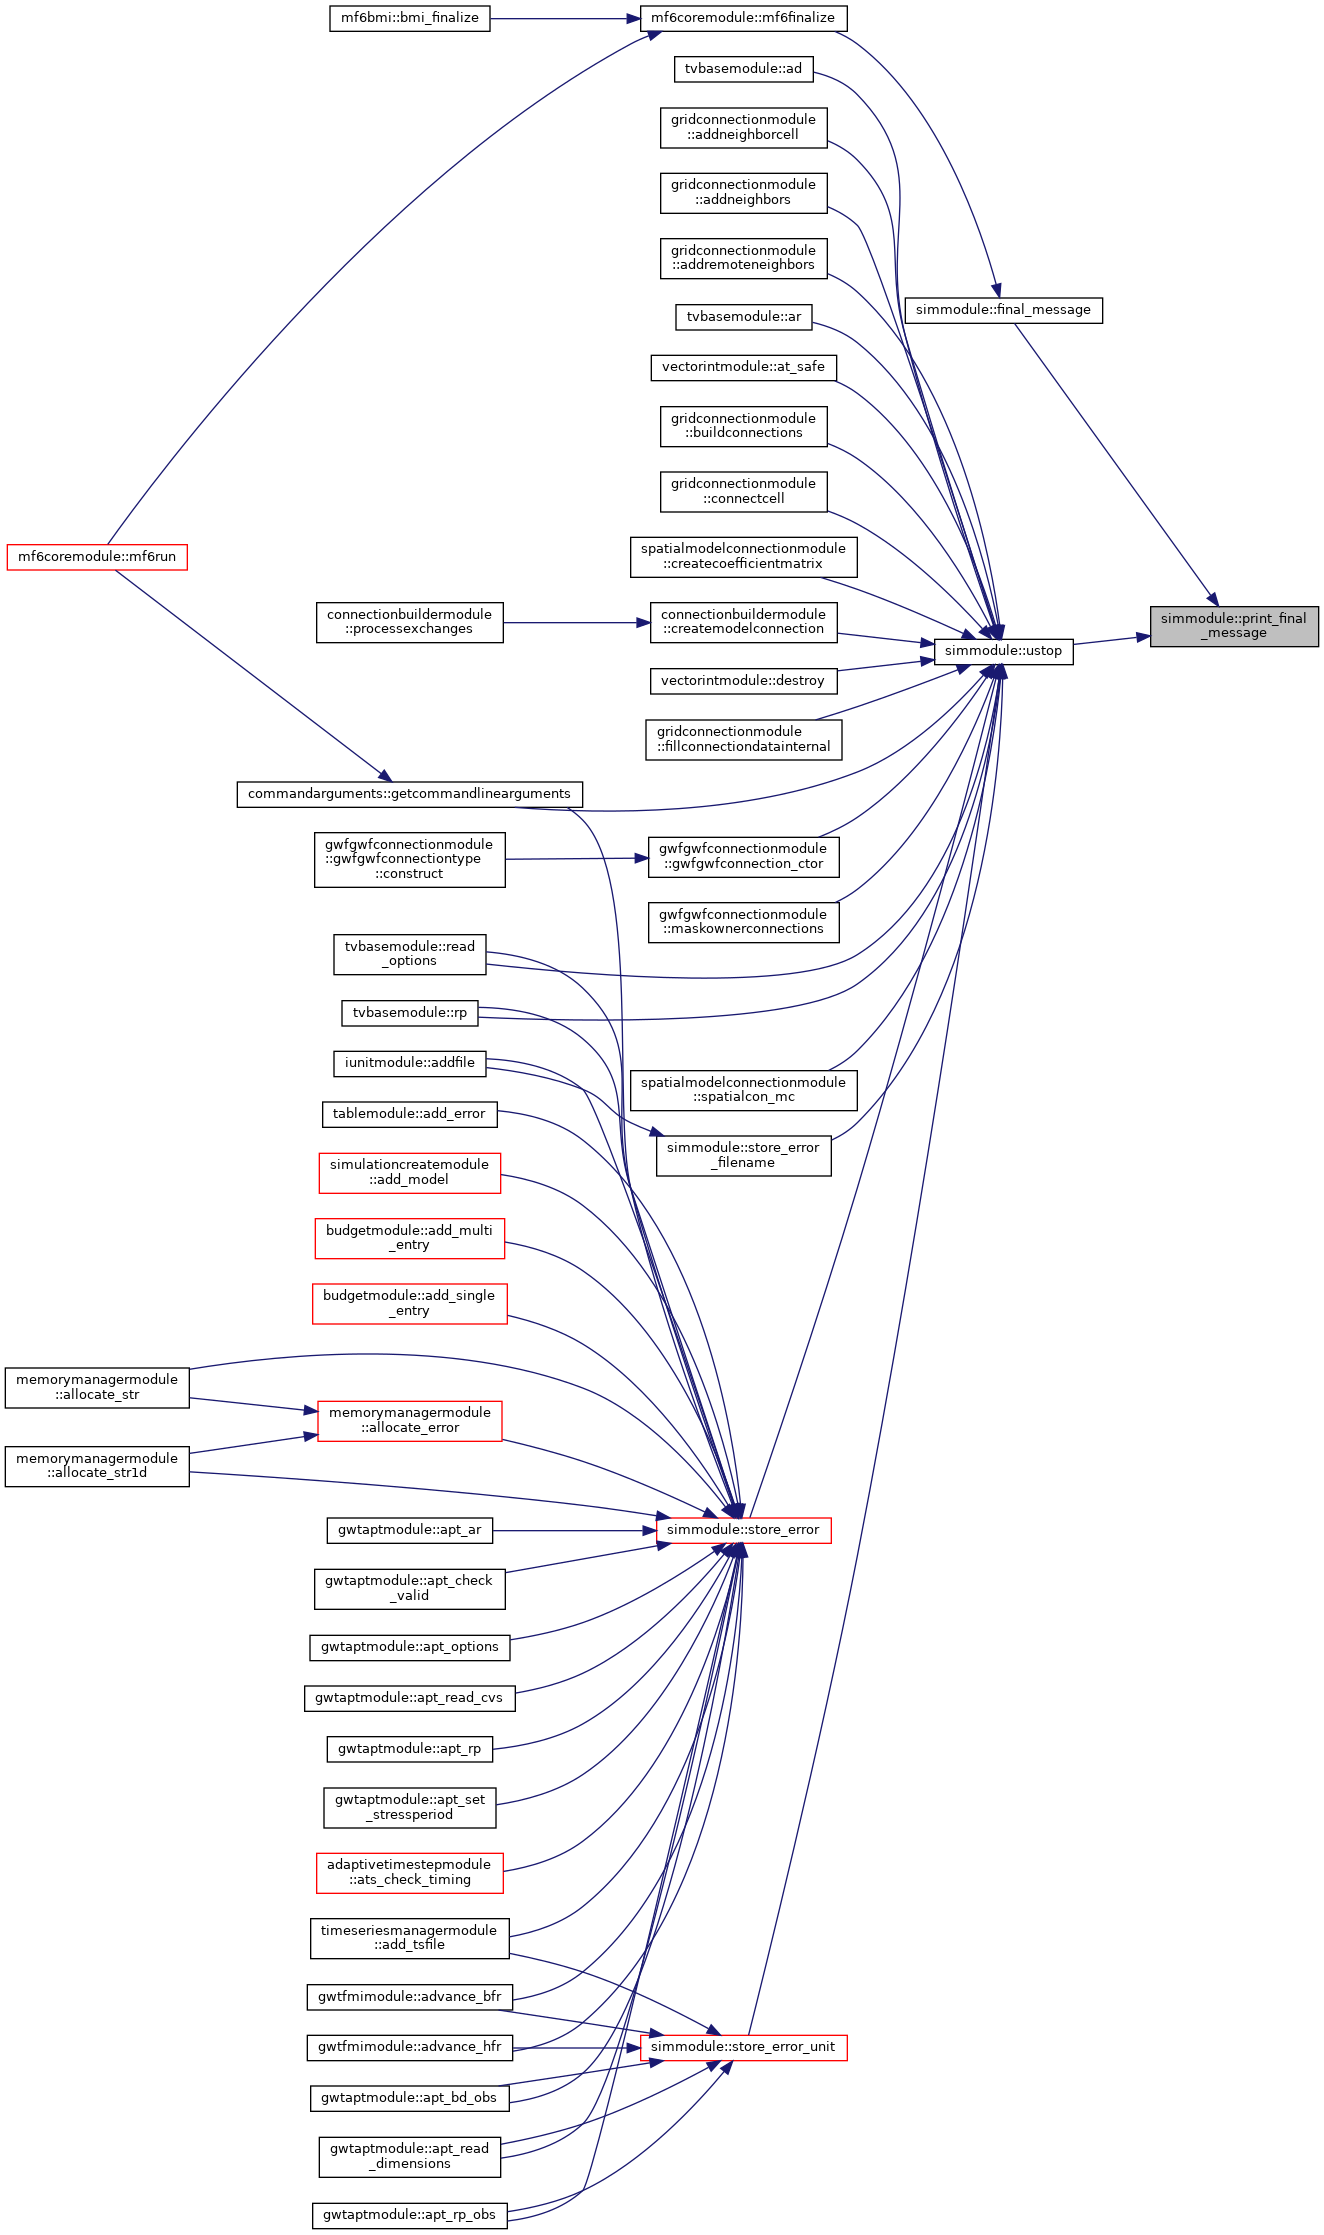 mf6bmi::bmi_finalize
mf6coremodule::mf6finalize
tvbasemodule::ad
gridconnectionmodule
::addneighborcell
gridconnectionmodule
::addneighbors
gridconnectionmodule
::addremoteneighbors
simmodule::final_message
tvbasemodule::ar
vectorintmodule::at_safe
gridconnectionmodule
::buildconnections
gridconnectionmodule
::connectcell
mf6coremodule::mf6run
spatialmodelconnectionmodule
::createcoefficientmatrix
connectionbuildermodule
::processexchanges
connectionbuildermodule
::createmodelconnection
simmodule::print_final
_message
simmodule::ustop
vectorintmodule::destroy
gridconnectionmodule
::fillconnectiondatainternal
commandarguments::getcommandlinearguments
gwfgwfconnectionmodule
::gwfgwfconnectiontype
::construct
gwfgwfconnectionmodule
::gwfgwfconnection_ctor
gwfgwfconnectionmodule
::maskownerconnections
tvbasemodule::read
_options
tvbasemodule::rp
iunitmodule::addfile
spatialmodelconnectionmodule
::spatialcon_mc
tablemodule::add_error
simmodule::store_error
_filename
simulationcreatemodule
::add_model
budgetmodule::add_multi
_entry
budgetmodule::add_single
_entry
memorymanagermodule
::allocate_str
memorymanagermodule
::allocate_error
memorymanagermodule
::allocate_str1d
gwtaptmodule::apt_ar
simmodule::store_error
gwtaptmodule::apt_check
_valid
gwtaptmodule::apt_options
gwtaptmodule::apt_read_cvs
gwtaptmodule::apt_rp
gwtaptmodule::apt_set
_stressperiod
adaptivetimestepmodule
::ats_check_timing
timeseriesmanagermodule
::add_tsfile
gwtfmimodule::advance_bfr
gwtfmimodule::advance_hfr
simmodule::store_error_unit
gwtaptmodule::apt_bd_obs
gwtaptmodule::apt_read
_dimensions
gwtaptmodule::apt_rp_obs